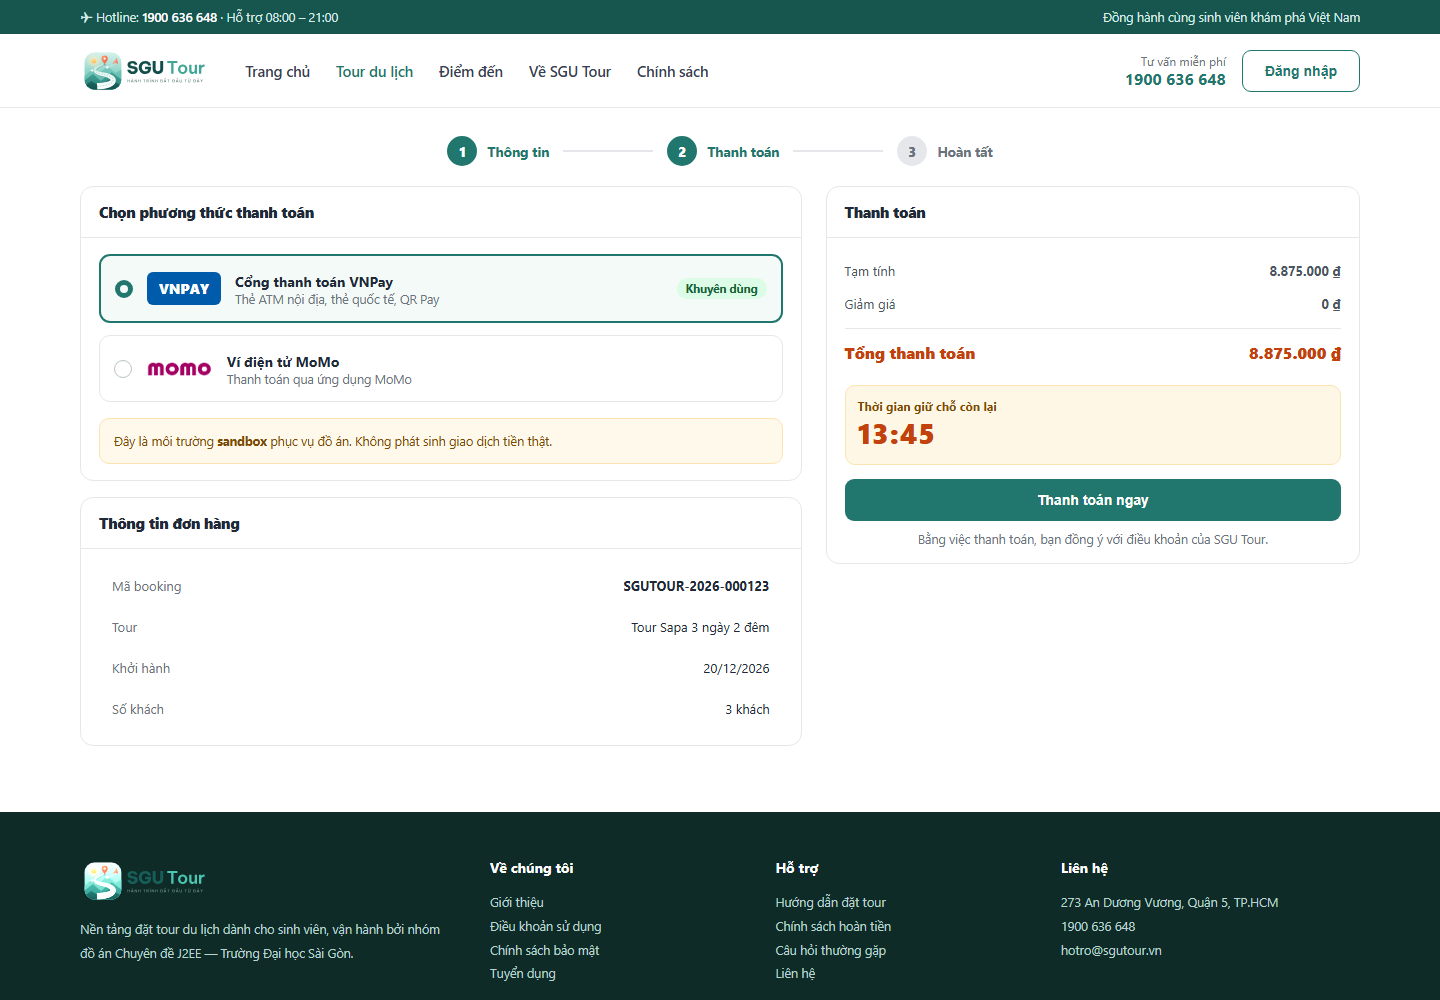 ✈ Hotline: 1900 636 648 · Hỗ trợ 08:00 – 21:00
Đồng hành cùng sinh viên khám phá Việt Nam
SGU Tour
HÀNH TRÌNH BẮT ĐẦU TỪ ĐÂY
Trang chủ
Tour du lịch
Điểm đến
Về SGU Tour
Chính sách
Tư vấn miễn phí
1900 636 648
Đăng nhập
1 Thông tin
2 Thanh toán
3 Hoàn tất
Chọn phương thức thanh toán
VNPAY
Cổng thanh toán VNPay
Thẻ ATM nội địa, thẻ quốc tế, QR Pay
Khuyên dùng
momo
Ví điện tử MoMo
Thanh toán qua ứng dụng MoMo
Đây là môi trường sandbox phục vụ đồ án. Không phát sinh giao dịch tiền thật.
Thông tin đơn hàng
Mã booking SGUTOUR-2026-000123
Tour Tour Sapa 3 ngày 2 đêm
Khởi hành 20/12/2026
Số khách 3 khách
Thanh toán
Tạm tính 8.875.000 ₫
Giảm giá 0 ₫
Tổng thanh toán 8.875.000 ₫
Thời gian giữ chỗ còn lại
13:45
Thanh toán ngay
Bằng việc thanh toán, bạn đồng ý với điều khoản của SGU Tour.
SGU Tour
HÀNH TRÌNH BẮT ĐẦU TỪ ĐÂY
Nền tảng đặt tour du lịch dành cho sinh viên, vận hành bởi nhóm
đồ án Chuyên đề J2EE — Trường Đại học Sài Gòn.
Về chúng tôi
Giới thiệu
Điều khoản sử dụng
Chính sách bảo mật
Tuyển dụng
Hỗ trợ
Hướng dẫn đặt tour
Chính sách hoàn tiền
Câu hỏi thường gặp
Liên hệ
Liên hệ
273 An Dương Vương, Quận 5, TP.HCM
1900 636 648
hotro@sgutour.vn